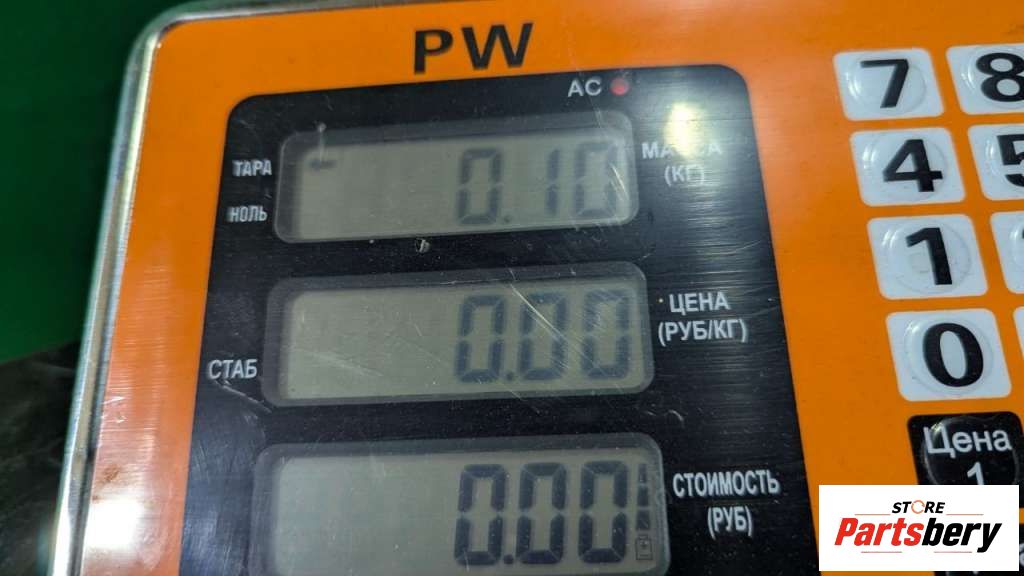 PW
AC
ТАРА
НОЛЬ
0.10
МАССА
(КГ)
0.00
ЦЕНА
(РУБ/КГ)
СТАБ
0.00
СТОИМОСТЬ
(РУБ)
7 8
4 5
1
0
Цена
1
STORE
Partsbery